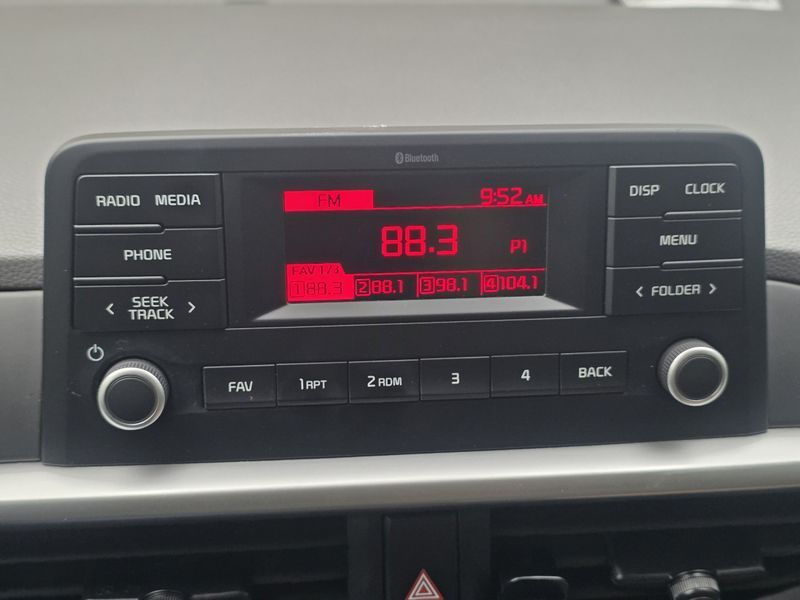 Bluetooth
RADIO MEDIA
PHONE
< SEEK TRACK >
FM 9:52 AM
88.3 P1
FAV 1/3
1 88.3 2 88.1 3 98.1 4 104.1
DISP CLOCK
MENU
< FOLDER >
FAV 1 RPT 2 RDM 3 4 BACK